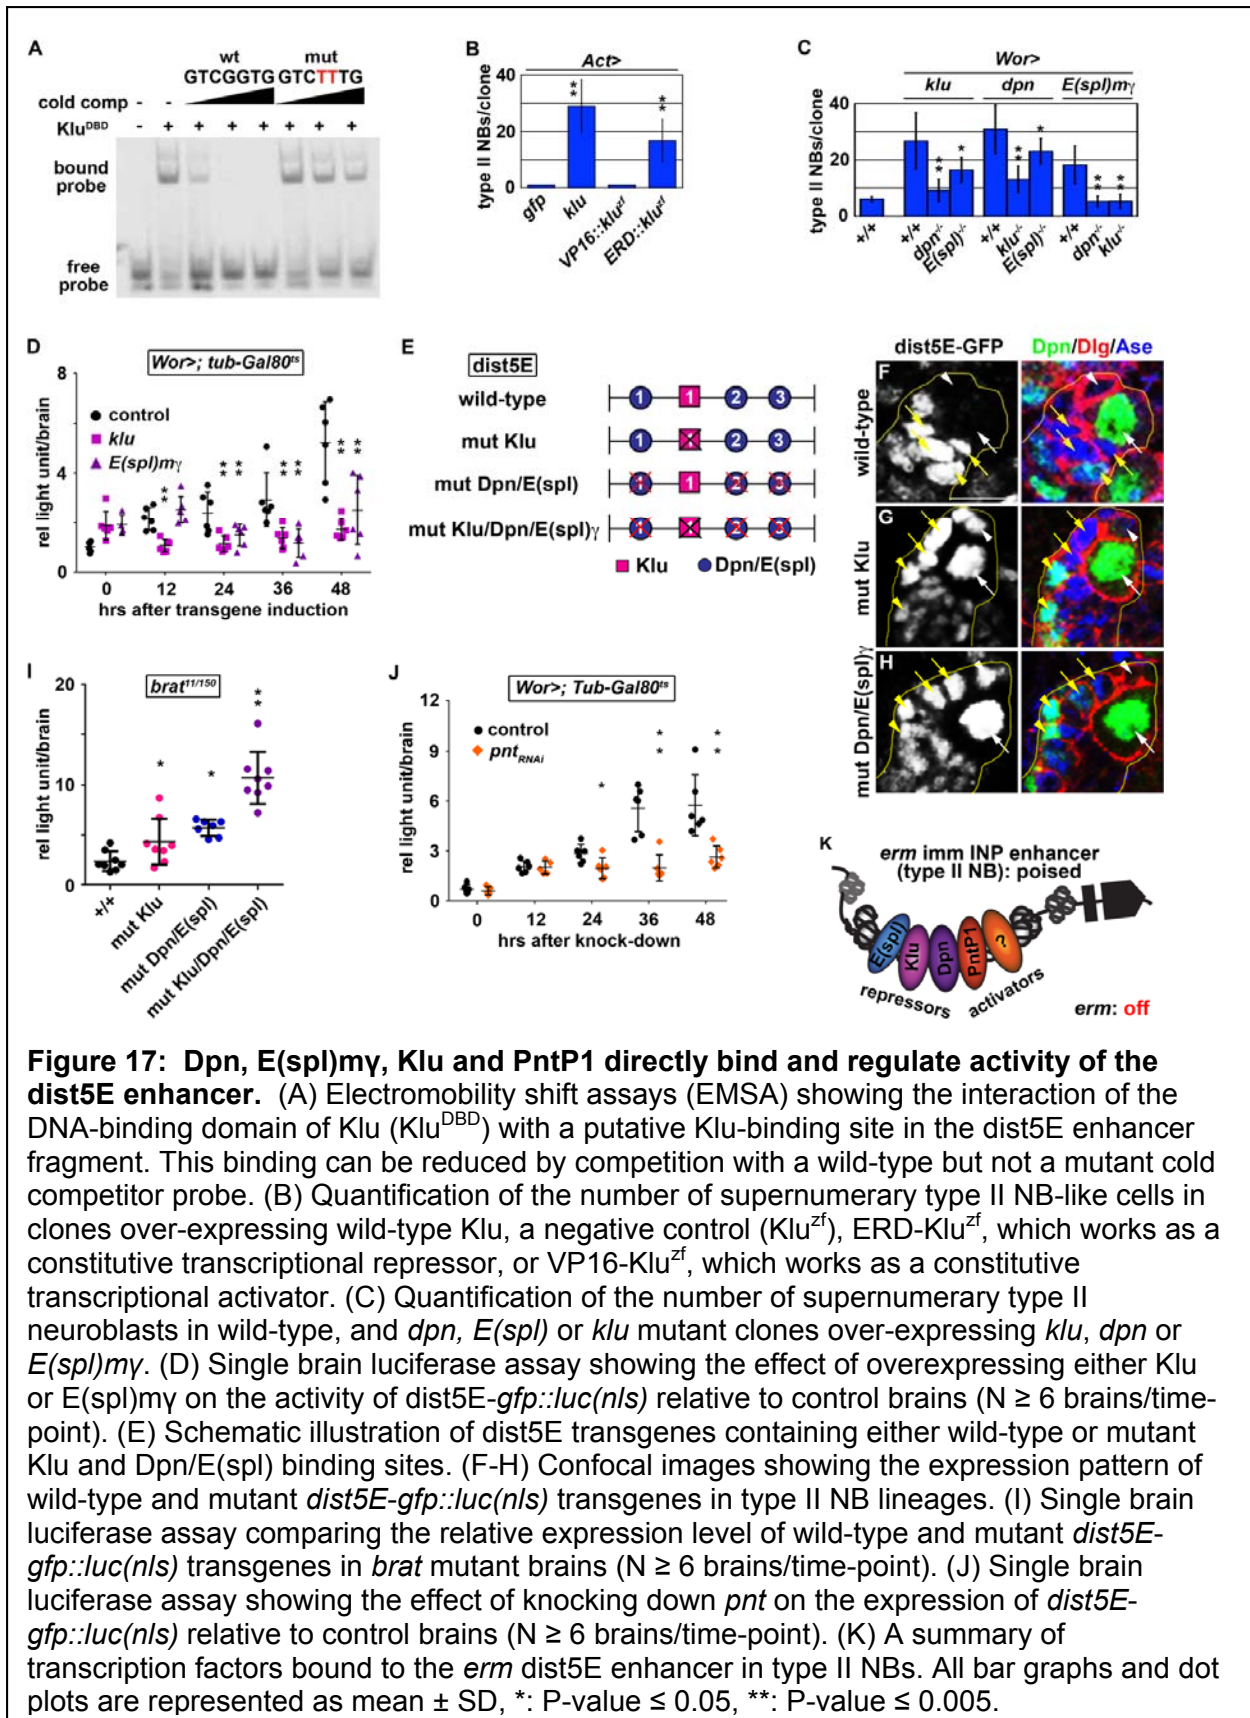 A
wt
mut
GTCGGTG GTCTTTG
cold comp - -
Klu^DBD - + + + + + + +
bound
probe
free
probe
B
Act>
type II NBs/clone
40
20
0
**
**
gfp
klu
VP16::klu^zf
ERD::klu^zf
C
Wor>
klu
dpn
E(spl)mγ
type II NBs/clone
40
20
0
**
*
**
*
**
**
+/+
+/+
dpn-/-
E(spl)-/-
+/+
klu-/-
E(spl)-/-
+/+
dpn-/-
klu-/-
D
Wor>; tub-Gal80^ts
rel light unit/brain
8
4
0
control
klu
E(spl)mγ
**
** **
** **
** **
0 12 24 36 48
hrs after transgene induction
E
dist5E
wild-type
1 1 2 3
mut Klu
1 1 2 3
mut Dpn/E(spl)
1 1 2 3
mut Klu/Dpn/E(spl)γ
1 1 2 3
Klu
Dpn/E(spl)
dist5E-GFP
Dpn/Dlg/Ase
F
wild-type
G
mut Klu
H
mut Dpn/E(spl)γ
I
brat^11/150
rel light unit/brain
20
10
0
*
*
**
+/+
mut Klu
mut Dpn/E(spl)
mut Klu/Dpn/E(spl)
J
Wor>; Tub-Gal80^ts
rel light unit/brain
12
9
6
3
0
control
pnt_RNAi
*
**
**
0 12 24 36 48
hrs after knock-down
K
erm imm INP enhancer
(type II NB): poised
E(spl)
Klu
Dpn
PntP1
?
repressors
activators
erm: off
Figure 17: Dpn, E(spl)mγ, Klu and PntP1 directly bind and regulate activity of the
dist5E enhancer. (A) Electromobility shift assays (EMSA) showing the interaction of the
DNA-binding domain of Klu (Klu^DBD) with a putative Klu-binding site in the dist5E enhancer
fragment. This binding can be reduced by competition with a wild-type but not a mutant cold
competitor probe. (B) Quantification of the number of supernumerary type II NB-like cells in
clones over-expressing wild-type Klu, a negative control (Klu^zf), ERD-Klu^zf, which works as a
constitutive transcriptional repressor, or VP16-Klu^zf, which works as a constitutive
transcriptional activator. (C) Quantification of the number of supernumerary type II
neuroblasts in wild-type, and dpn, E(spl) or klu mutant clones over-expressing klu, dpn or
E(spl)mγ. (D) Single brain luciferase assay showing the effect of overexpressing either Klu
or E(spl)mγ on the activity of dist5E-gfp::luc(nls) relative to control brains (N ≥ 6 brains/time-
point). (E) Schematic illustration of dist5E transgenes containing either wild-type or mutant
Klu and Dpn/E(spl) binding sites. (F-H) Confocal images showing the expression pattern of
wild-type and mutant dist5E-gfp::luc(nls) transgenes in type II NB lineages. (I) Single brain
luciferase assay comparing the relative expression level of wild-type and mutant dist5E-
gfp::luc(nls) transgenes in brat mutant brains (N ≥ 6 brains/time-point). (J) Single brain
luciferase assay showing the effect of knocking down pnt on the expression of dist5E-
gfp::luc(nls) relative to control brains (N ≥ 6 brains/time-point). (K) A summary of
transcription factors bound to the erm dist5E enhancer in type II NBs. All bar graphs and dot
plots are represented as mean ± SD, *: P-value ≤ 0.05, **: P-value ≤ 0.005.